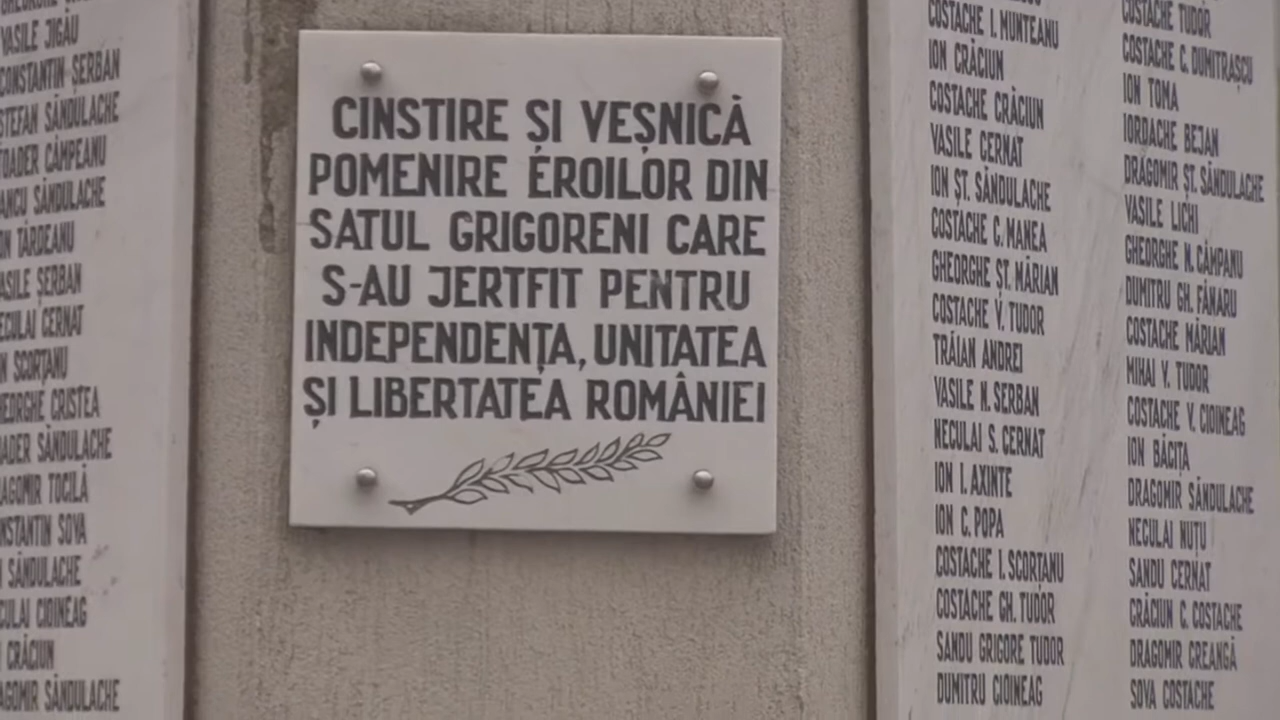 VASILE JIGĂU
CONSTANTIN ȘERBAN
ȘTEFAN SĂNDULACHE
TOADER CÂMPEANU
SĂNDULACHE
TĂRDEANU
ȘERBAN
CERNAT
SCORȚANU
CRISTEA
SĂNDULACHE
TOCILĂ
SOVA
SĂNDULACHE
CIOINEAG
CRĂCIUN
SĂNDULACHE
CINSTIRE ȘI VEȘNICĂ
POMENIRE EROILOR DIN
SATUL GRIGORENI CARE
S-AU JERTFIT PENTRU
INDEPENDENȚA, UNITATEA
ȘI LIBERTATEA ROMÂNIEI
COSTACHE I. MUNTEANU
ION CRĂCIUN
COSTACHE CRĂCIUN
VASILE CERNAT
ION ȘT. SĂNDULACHE
COSTACHE C. MANEA
GHEORGHE ȘT. MĂRIAN
COSTACHE V. TUDOR
TRĂIAN ANDREI
VASILE N. SERBAN
NECULAI S. CERNAT
ION I. AXINTE
ION C. POPA
COSTACHE I. SCORȚANU
COSTACHE GH. TUDOR
SANDU GRIGORE TUDOR
DUMITRU CIOINEAG
COSTACHE TUDOR
COSTACHE C. DUMITRAȘCU
ION TOMA
IORDACHE BEJAN
DRAGOMIR ȘT. SĂNDULACHE
VASILE LICHI
GHEORGHE N. CÂMPANU
DUMITRU GH. FÂNARU
COSTACHE MĂRIAN
MIHAI V. TUDOR
COSTACHE V. CIOINEAG
ION BĂCIȚA
DRAGOMIR SĂNDULACHE
NECULAI NUȚU
SANDU CERNAT
CRĂCIUN C. COSTACHE
DRAGOMIR CREANGĂ
SOVA COSTACHE